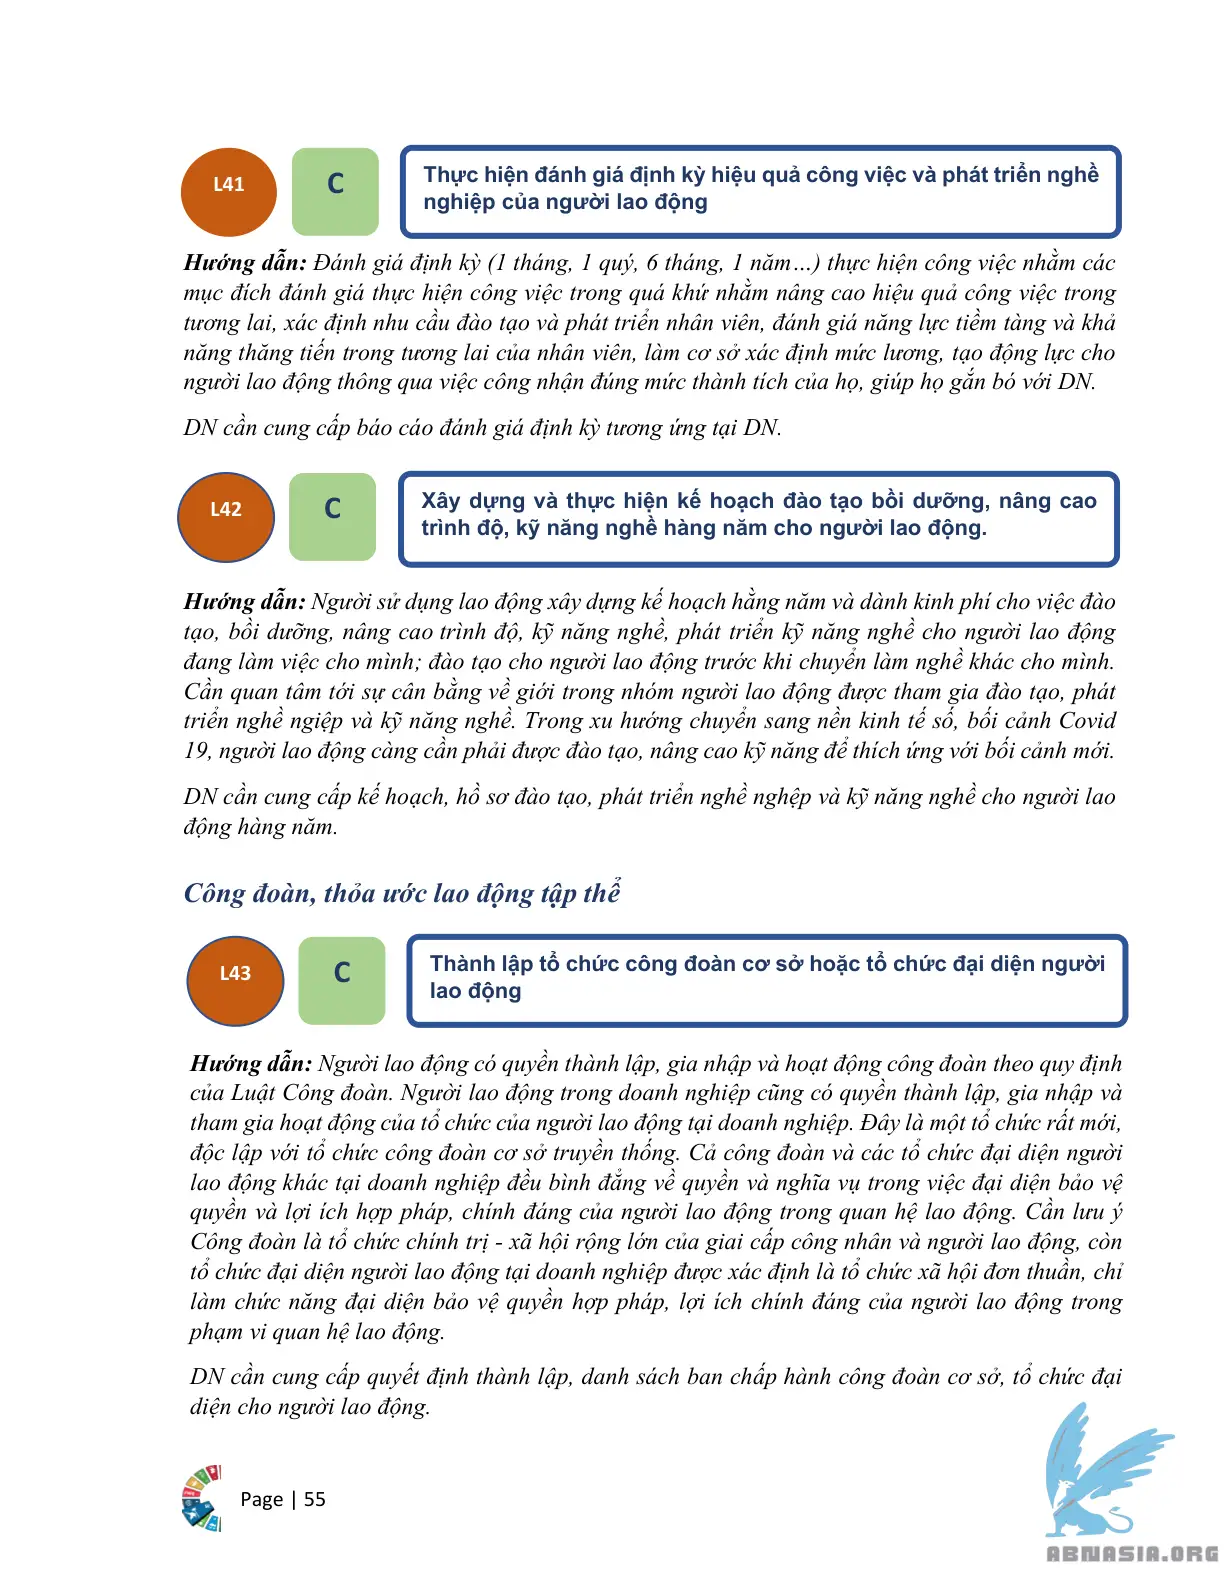 L41
C
Thực hiện đánh giá định kỳ hiệu quả công việc và phát triển nghề
nghiệp của người lao động
Hướng dẫn: Đánh giá định kỳ (1 tháng, 1 quý, 6 tháng, 1 năm…) thực hiện công việc nhằm các
mục đích đánh giá thực hiện công việc trong quá khứ nhằm nâng cao hiệu quả công việc trong
tương lai, xác định nhu cầu đào tạo và phát triển nhân viên, đánh giá năng lực tiềm tàng và khả
năng thăng tiến trong tương lai của nhân viên, làm cơ sở xác định mức lương, tạo động lực cho
người lao động thông qua việc công nhận đúng mức thành tích của họ, giúp họ gắn bó với DN.
DN cần cung cấp báo cáo đánh giá định kỳ tương ứng tại DN.
L42
C
Xây dựng và thực hiện kế hoạch đào tạo bồi dưỡng, nâng cao
trình độ, kỹ năng nghề hàng năm cho người lao động.
Hướng dẫn: Người sử dụng lao động xây dựng kế hoạch hằng năm và dành kinh phí cho việc đào
tạo, bồi dưỡng, nâng cao trình độ, kỹ năng nghề, phát triển kỹ năng nghề cho người lao động
đang làm việc cho mình; đào tạo cho người lao động trước khi chuyển làm nghề khác cho mình.
Cần quan tâm tới sự cân bằng về giới trong nhóm người lao động được tham gia đào tạo, phát
triển nghề ngiệp và kỹ năng nghề. Trong xu hướng chuyển sang nền kinh tế số, bối cảnh Covid
19, người lao động càng cần phải được đào tạo, nâng cao kỹ năng để thích ứng với bối cảnh mới.
DN cần cung cấp kế hoạch, hồ sơ đào tạo, phát triển nghề nghệp và kỹ năng nghề cho người lao
động hàng năm.
Công đoàn, thỏa ước lao động tập thể
L43
C
Thành lập tổ chức công đoàn cơ sở hoặc tổ chức đại diện người
lao động
Hướng dẫn: Người lao động có quyền thành lập, gia nhập và hoạt động công đoàn theo quy định
của Luật Công đoàn. Người lao động trong doanh nghiệp cũng có quyền thành lập, gia nhập và
tham gia hoạt động của tổ chức của người lao động tại doanh nghiệp. Đây là một tổ chức rất mới,
độc lập với tổ chức công đoàn cơ sở truyền thống. Cả công đoàn và các tổ chức đại diện người
lao động khác tại doanh nghiệp đều bình đẳng về quyền và nghĩa vụ trong việc đại diện bảo vệ
quyền và lợi ích hợp pháp, chính đáng của người lao động trong quan hệ lao động. Cần lưu ý
Công đoàn là tổ chức chính trị - xã hội rộng lớn của giai cấp công nhân và người lao động, còn
tổ chức đại diện người lao động tại doanh nghiệp được xác định là tổ chức xã hội đơn thuần, chỉ
làm chức năng đại diện bảo vệ quyền hợp pháp, lợi ích chính đáng của người lao động trong
phạm vi quan hệ lao động.
DN cần cung cấp quyết định thành lập, danh sách ban chấp hành công đoàn cơ sở, tổ chức đại
diện cho người lao động.
Page | 55
ABNASIA.ORG